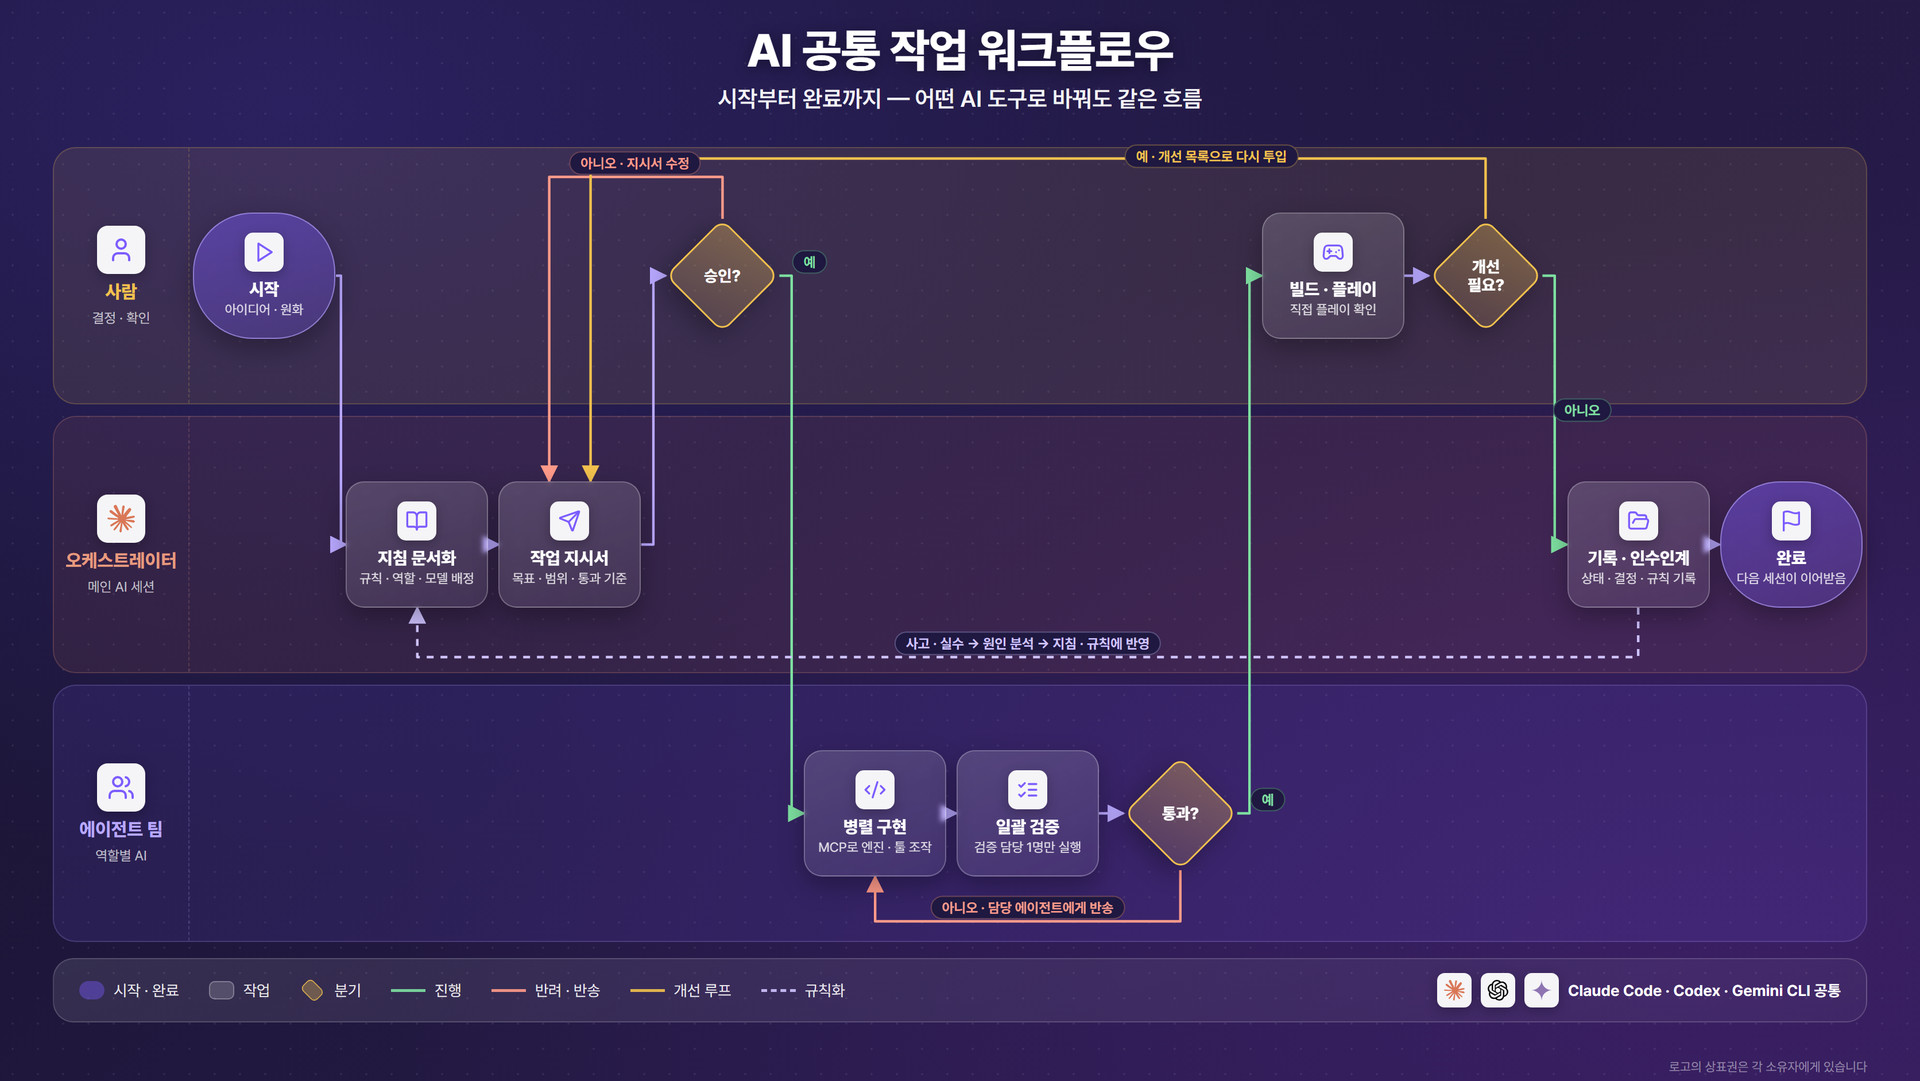 AI 공통 작업 워크플로우
시작부터 완료까지 — 어떤 AI 도구로 바꿔도 같은 흐름
아니오 · 지시서 수정
예 · 개선 목록으로 다시 투입
사람
결정 · 확인
시작
아이디어 · 원화
승인?
예
빌드 · 플레이
직접 플레이 확인
개선
필요?
아니오
오케스트레이터
메인 AI 세션
지침 문서화
규칙 · 역할 · 모델 배정
작업 지시서
목표 · 범위 · 통과 기준
기록 · 인수인계
상태 · 결정 · 규칙 기록
완료
다음 세션이 이어받음
사고 · 실수 → 원인 분석 → 지침 · 규칙에 반영
에이전트 팀
역할별 AI
병렬 구현
MCP로 엔진 · 툴 조작
일괄 검증
검증 담당 1명만 실행
통과?
예
아니오 · 담당 에이전트에게 반송
시작 · 완료
작업
분기
진행
반려 · 반송
개선 루프
규칙화
Claude Code · Codex · Gemini CLI 공통
로고의 상표권은 각 소유자에게 있습니다